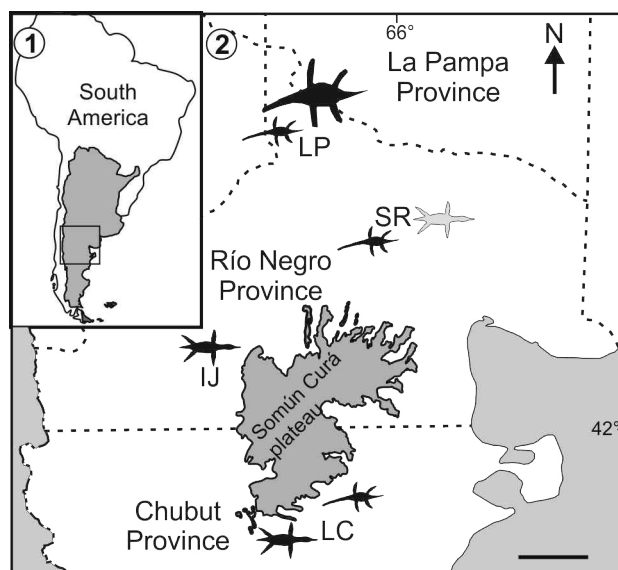 1
2
66°
N
South
America
La Pampa
Province
LP
SR
Río Negro
Province
IJ
Somún Curá
plateau
42°
Chubut
Province
LC